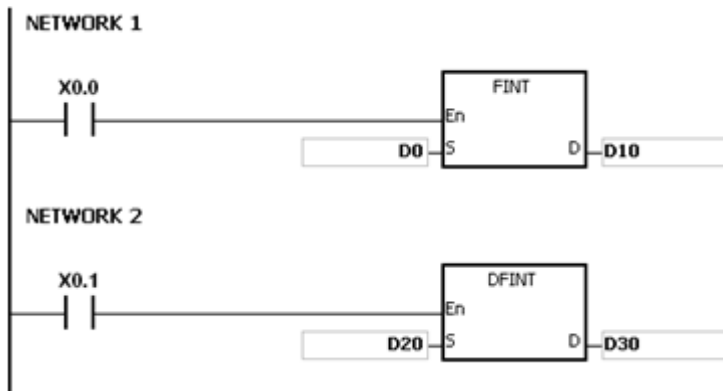 NETWORK 1
X0.0
FINT
En
D0 S D D10
NETWORK 2
X0.1
DFINT
En
D20 S D D30